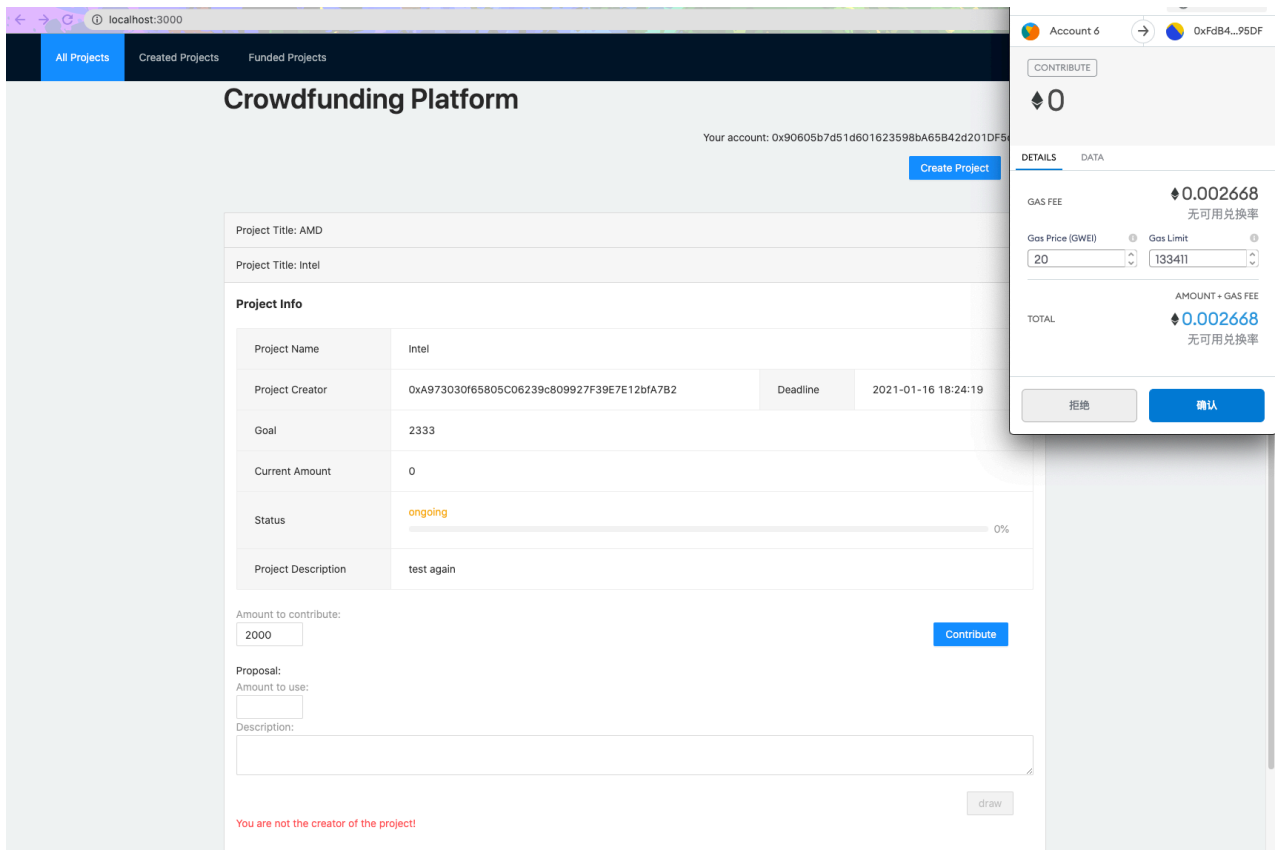 localhost:3000
All Projects Created Projects Funded Projects
Crowdfunding Platform
Your account: 0x90605b7d51d601623598bA65B42d201DF5
Create Project
Project Title: AMD
Project Title: Intel
Project Info
Project Name Intel
Project Creator 0xA973030f65805C06239c809927F39E7E12bfA7B2 Deadline 2021-01-16 18:24:19
Goal 2333
Current Amount 0
Status ongoing
0%
Project Description test again
Amount to contribute:
2000 Contribute
Proposal:
Amount to use:
Description:
draw
You are not the creator of the project!
Account 6 0xFdB4...95DF
CONTRIBUTE
0
DETAILS DATA
GAS FEE 0.002668
无可用兑换率
Gas Price (GWEI) Gas Limit
20 133411
AMOUNT + GAS FEE
TOTAL 0.002668
无可用兑换率
拒绝 确认